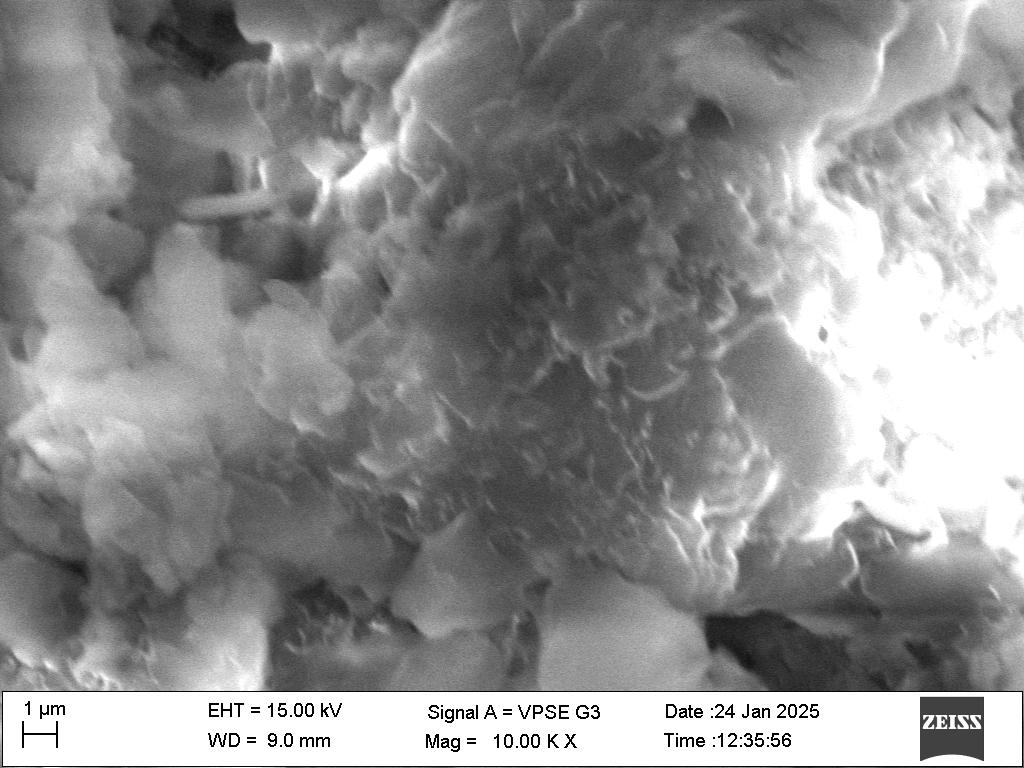 1 µm
EHT = 15.00 kV
Signal A = VPSE G3
Date :24 Jan 2025
WD = 9.0 mm
Mag = 10.00 K X
Time :12:35:56
ZEISS